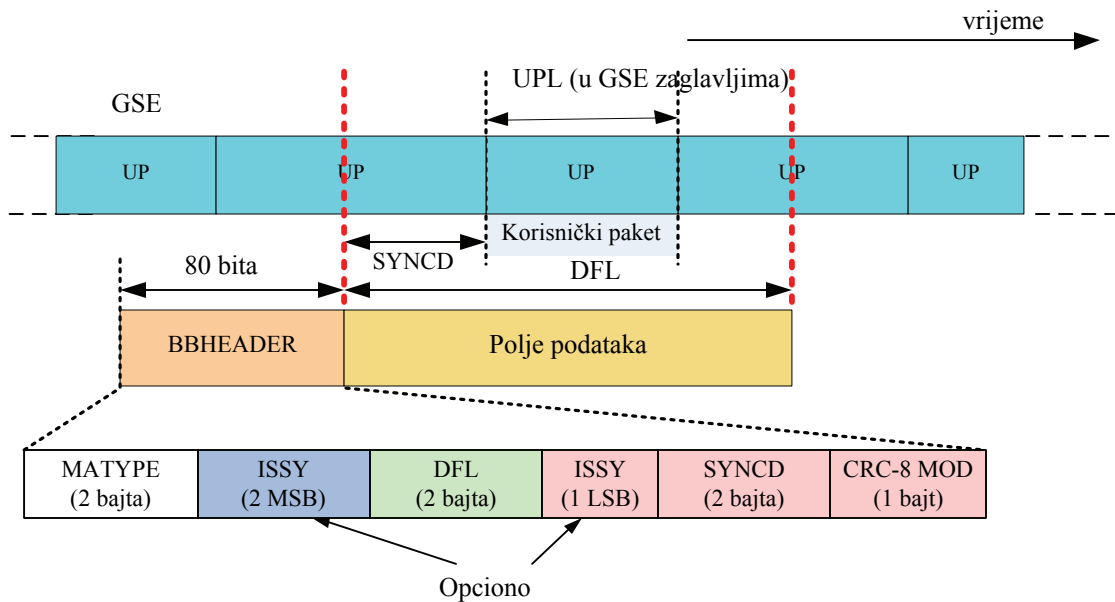 vrijeme
UPL (u GSE zaglavljima)
GSE
UP
UP
UP
UP
UP
Korisnički paket
SYNCD
DFL
80 bita
BBHEADER
Polje podataka
MATYPE
(2 bajta)
ISSY
(2 MSB)
DFL
(2 bajta)
ISSY
(1 LSB)
SYNCD
(2 bajta)
CRC-8 MOD
(1 bajt)
Opciono